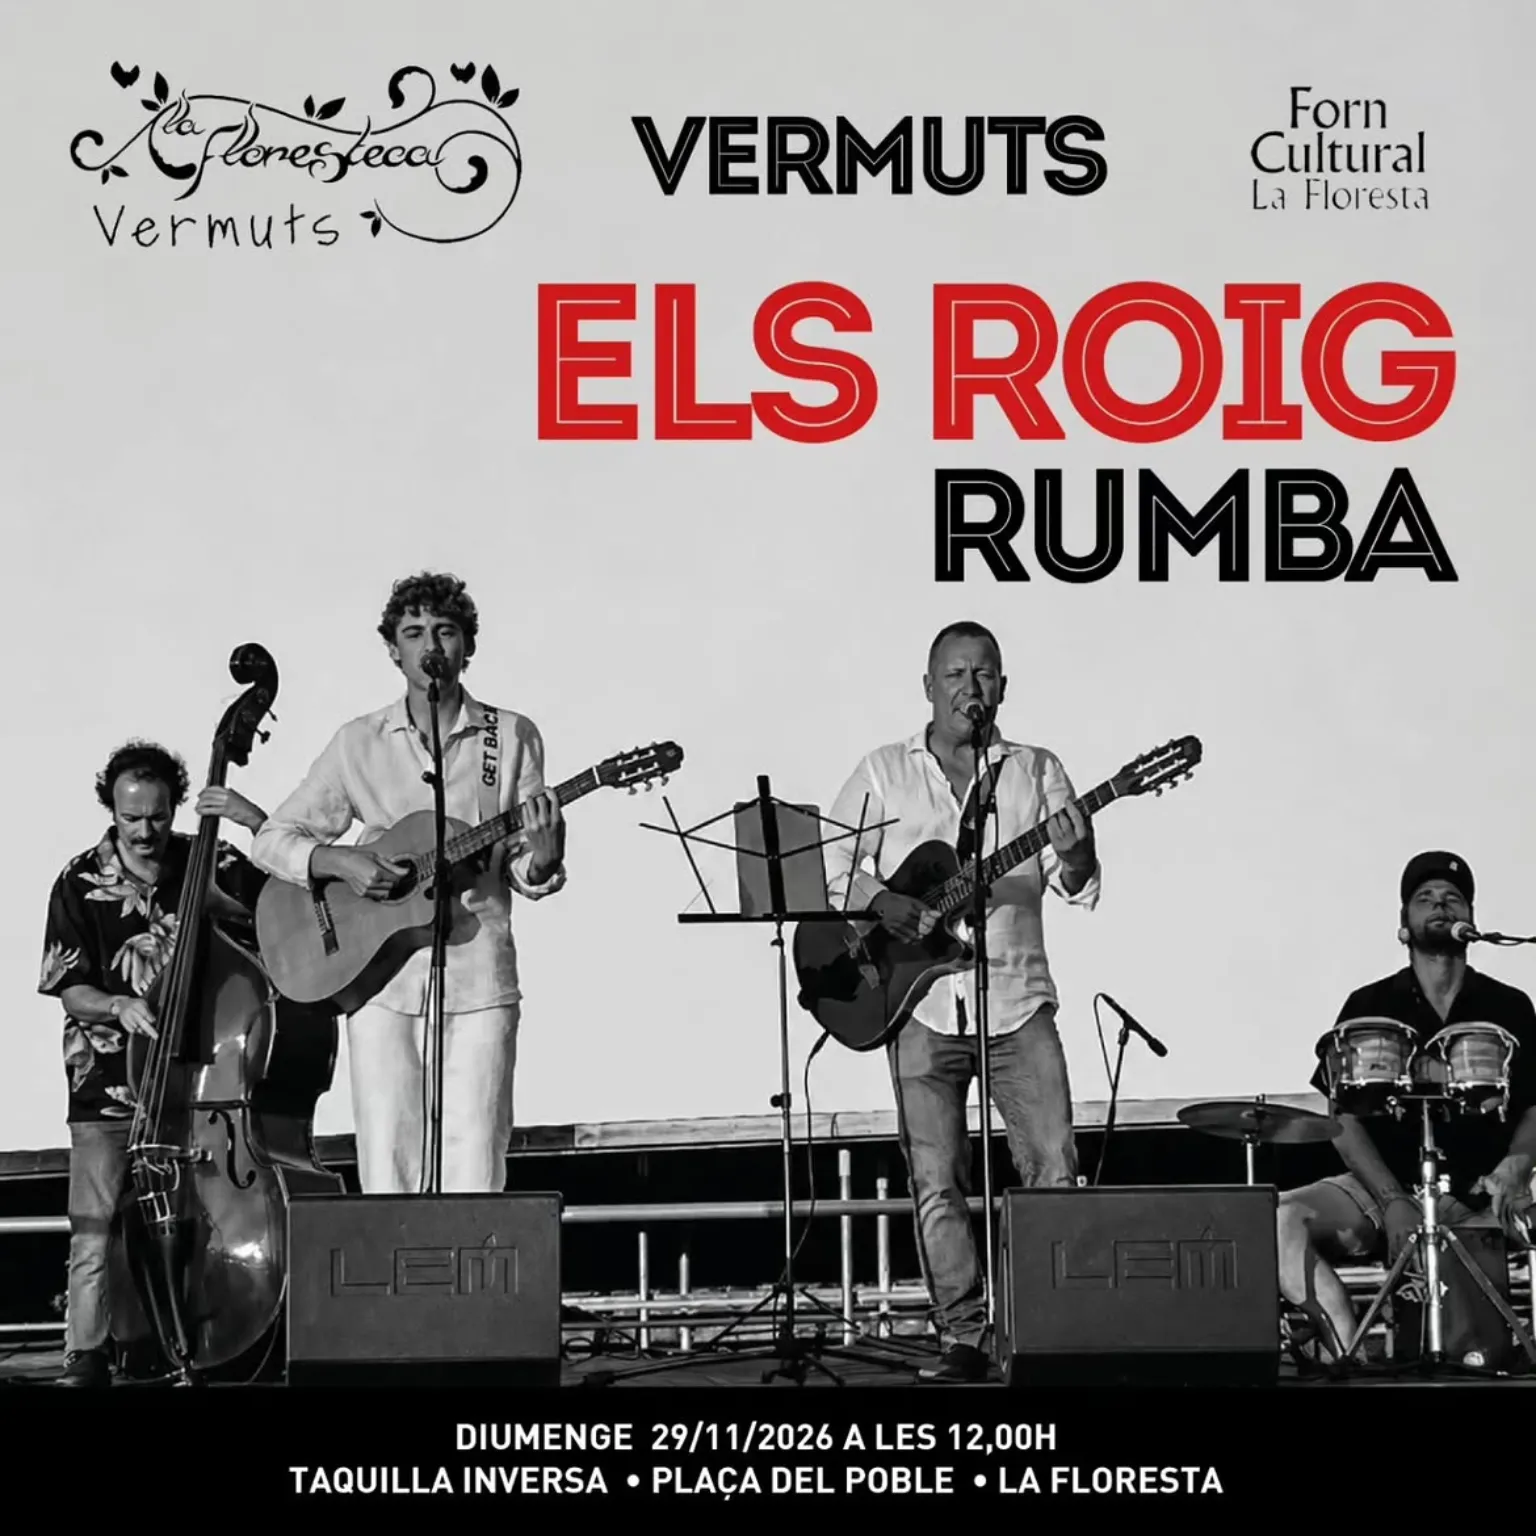 la Floresteca
Vermuts
VERMUTS
Forn
Cultural
La Floresta
ELS ROIG
RUMBA
GET BACK
LEM
LEM
DIUMENGE 29/11/2026 A LES 12,00H
TAQUILLA INVERSA • PLAÇA DEL POBLE • LA FLORESTA